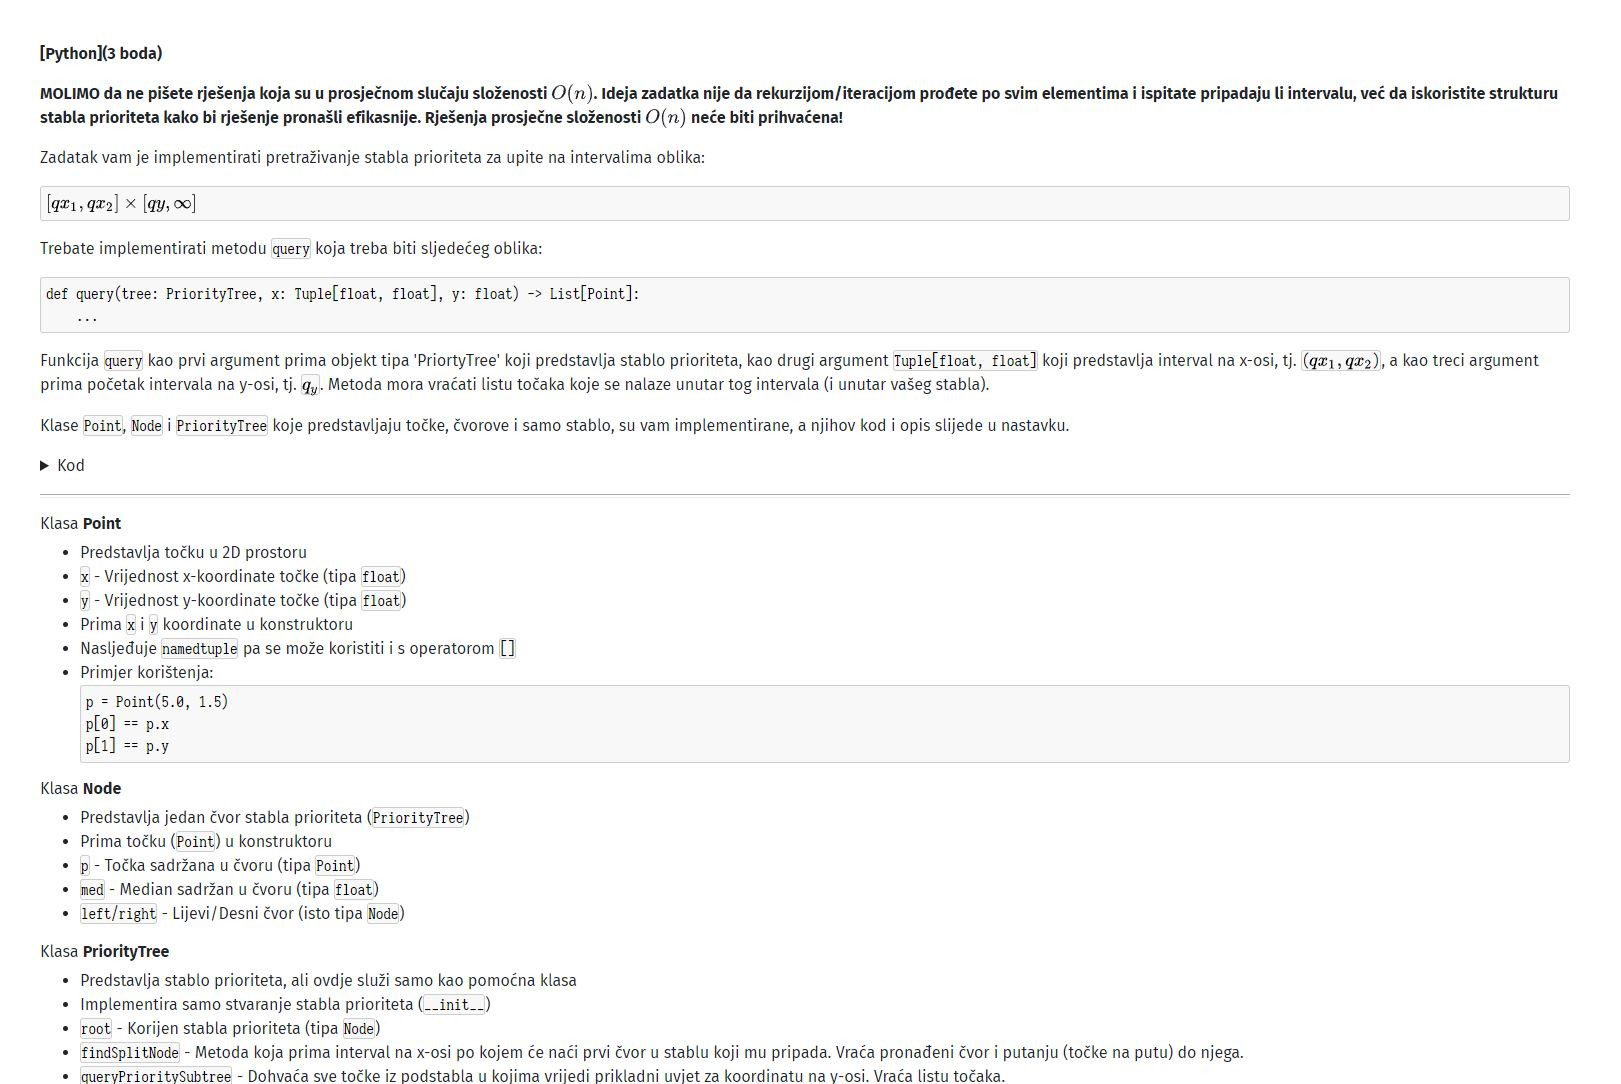 [Python](3 boda)
MOLIMO da ne pišete rješenja koja su u prosječnom slučaju složenosti O(n). Ideja zadatka nije da rekurzijom/iteracijom prođete po svim elementima i ispitate pripadaju li intervalu, već da iskoristite strukturu
stabla prioriteta kako bi rješenje pronašli efikasnije. Rješenja prosječne složenosti O(n) neće biti prihvaćena!
Zadatak vam je implementirati pretraživanje stabla prioriteta za upite na intervalima oblika:
[qx₁, qx₂] × [qy, ∞]
Trebate implementirati metodu query koja treba biti sljedećeg oblika:
def query(tree: PriorityTree, x: Tuple[float, float], y: float) -> List[Point]:
    ...
Funkcija query kao prvi argument prima objekt tipa 'PriortyTree' koji predstavlja stablo prioriteta, kao drugi argument Tuple[float, float] koji predstavlja interval na x-osi, tj. (qx₁, qx₂), a kao treci argument
prima početak intervala na y-osi, tj. q_y. Metoda mora vraćati listu točaka koje se nalaze unutar tog intervala (i unutar vašeg stabla).
Klase Point, Node i PriorityTree koje predstavljaju točke, čvorove i samo stablo, su vam implementirane, a njihov kod i opis slijede u nastavku.
▶ Kod
Klasa Point
• Predstavlja točku u 2D prostoru
• x - Vrijednost x-koordinate točke (tipa float)
• y - Vrijednost y-koordinate točke (tipa float)
• Prima x i y koordinate u konstruktoru
• Nasljeđuje namedtuple pa se može koristiti i s operatorom []
• Primjer korištenja:
p = Point(5.0, 1.5)
p[0] == p.x
p[1] == p.y
Klasa Node
• Predstavlja jedan čvor stabla prioriteta (PriorityTree)
• Prima točku (Point) u konstruktoru
• p - Točka sadržana u čvoru (tipa Point)
• med - Median sadržan u čvoru (tipa float)
• left/right - Lijevi/Desni čvor (isto tipa Node)
Klasa PriorityTree
• Predstavlja stablo prioriteta, ali ovdje služi samo kao pomoćna klasa
• Implementira samo stvaranje stabla prioriteta (__init__)
• root - Korijen stabla prioriteta (tipa Node)
• findSplitNode - Metoda koja prima interval na x-osi po kojem će naći prvi čvor u stablu koji mu pripada. Vraća pronađeni čvor i putanju (točke na putu) do njega.
• queryPrioritySubtree - Dohvaća sve točke iz podstabla u kojima vrijedi prikladni uvjet za koordinatu na y-osi. Vraća listu točaka.